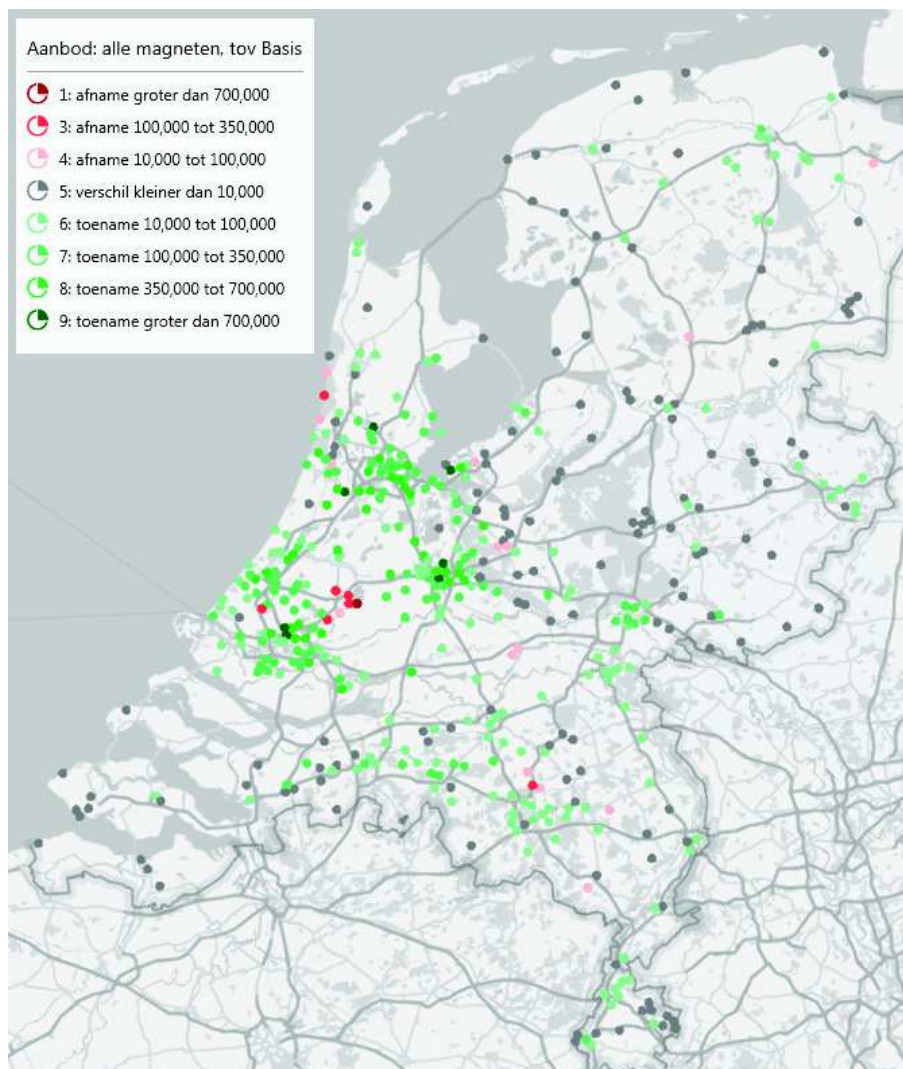 Aanbod: alle magneten, tov Basis
1: afname groter dan 700,000
3: afname 100,000 tot 350,000
4: afname 10,000 tot 100,000
5: verschil kleiner dan 10,000
6: toename 10,000 tot 100,000
7: toename 100,000 tot 350,000
8: toename 350,000 tot 700,000
9: toename groter dan 700,000